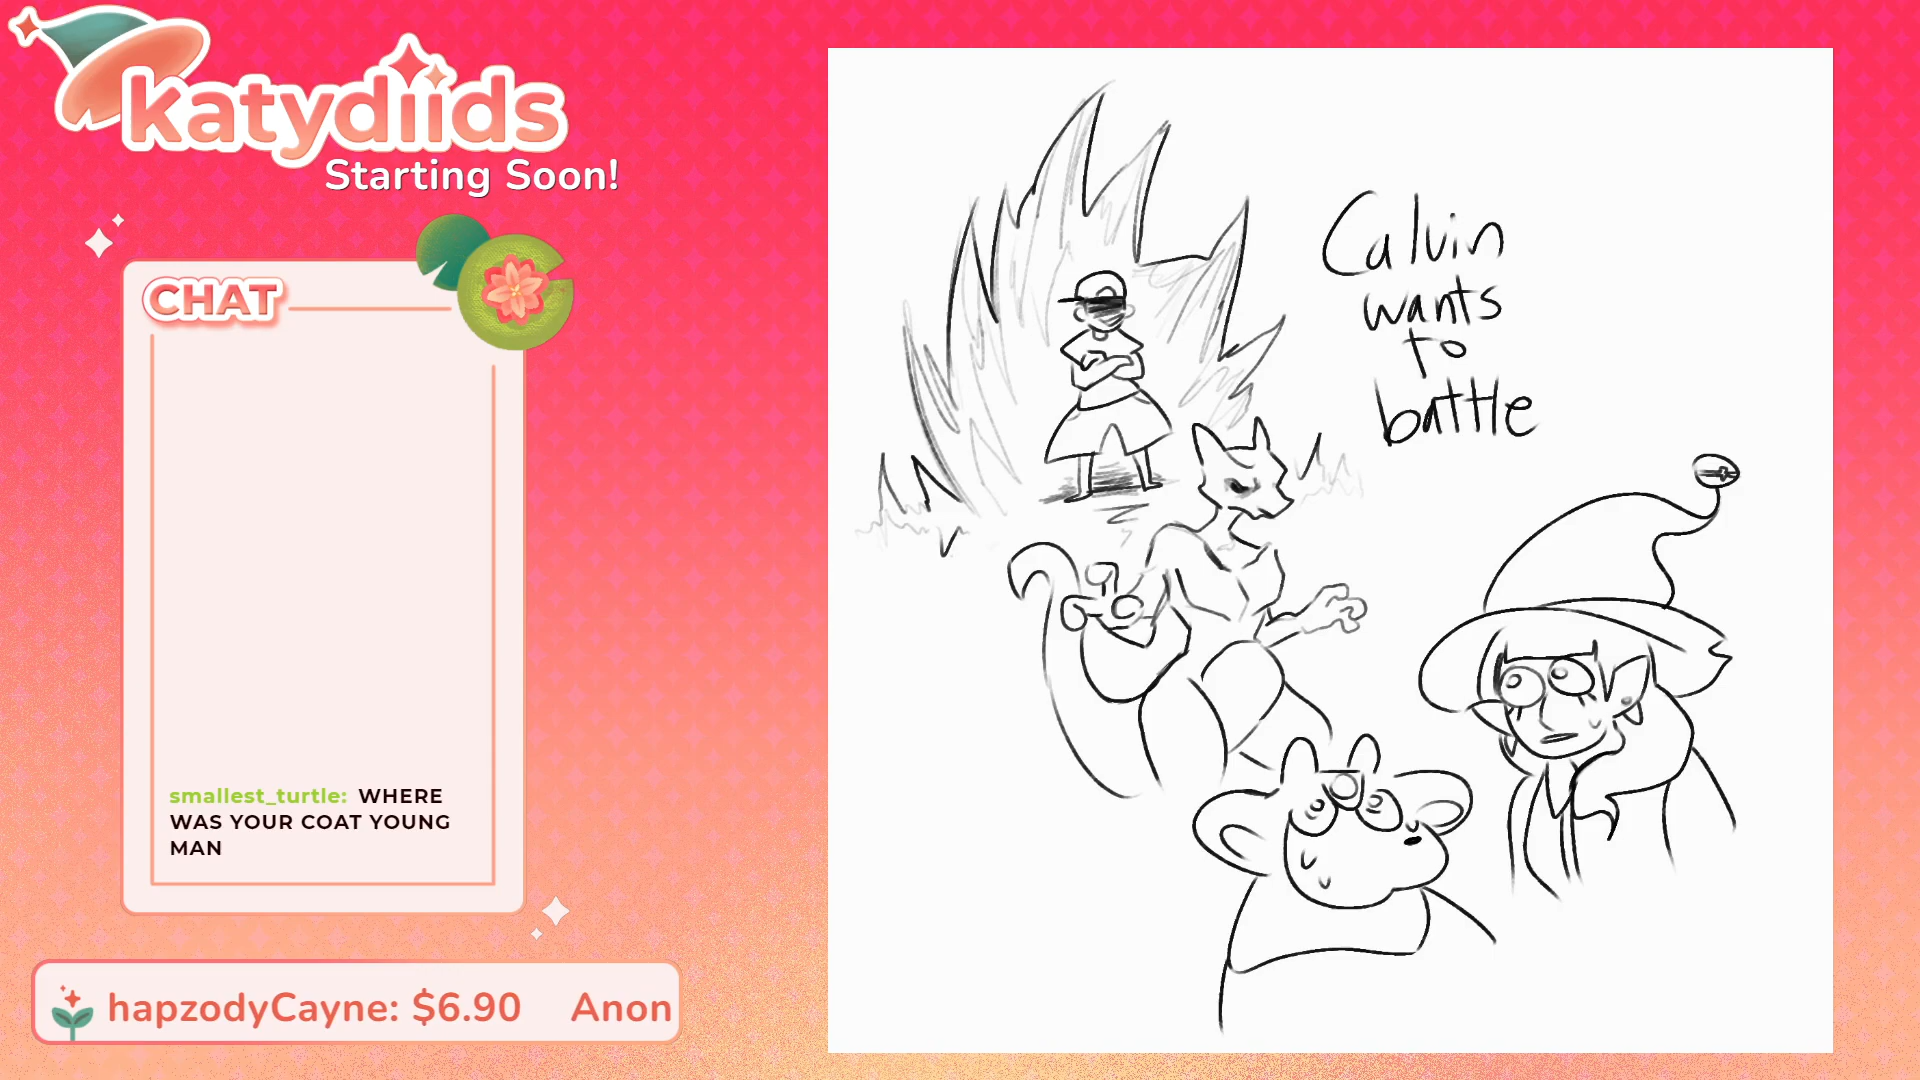 katydiids
Starting Soon!
CHAT
smallest_turtle: WHERE
WAS YOUR COAT YOUNG
MAN
hapzodyCayne: $6.90 Anon
Calvin
wants
to
battle